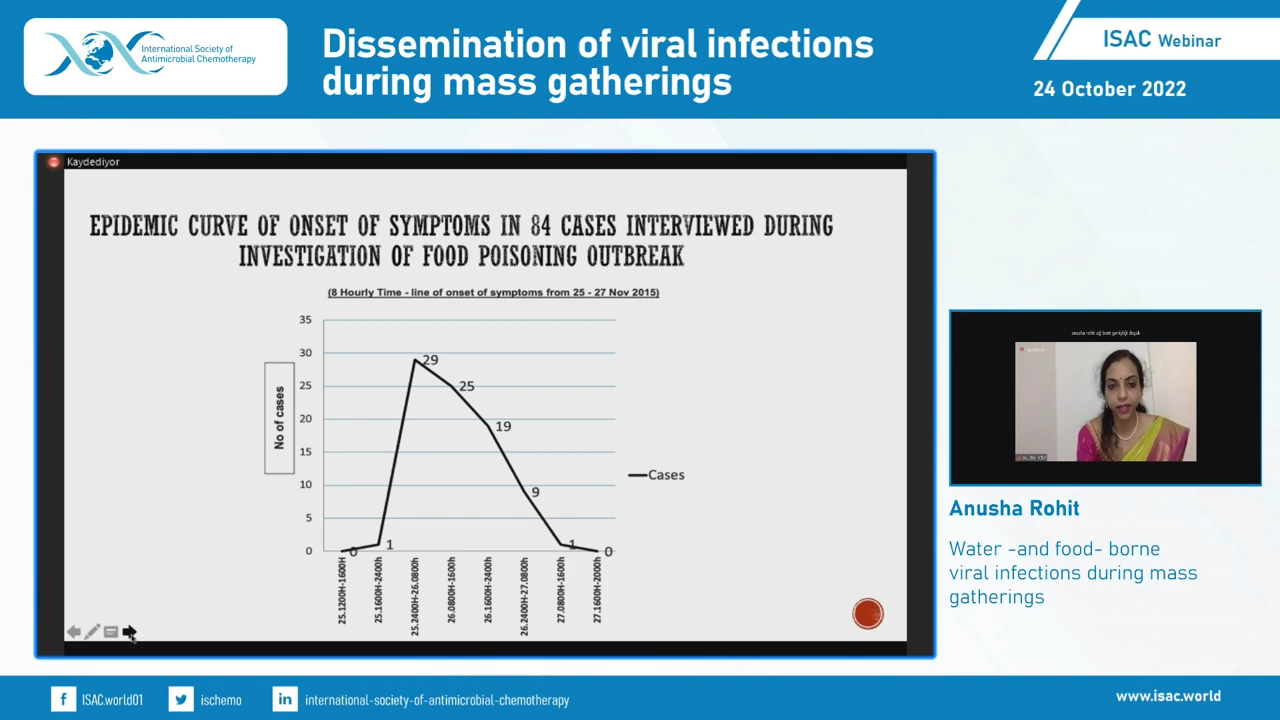 International Society of
Antimicrobial Chemotherapy
Dissemination of viral infections
during mass gatherings
ISAC Webinar
24 October 2022
Kaydediyor
EPIDEMIC CURVE OF ONSET OF SYMPTOMS IN 84 CASES INTERVIEWED DURING
INVESTIGATION OF FOOD POISONING OUTBREAK
(8 Hourly Time - line of onset of symptoms from 25 - 27 Nov 2015)
No of cases
35
30
25
20
15
10
5
0
0
1
29
25
19
9
1
0
Cases
25.1200H-1600H
25.1600H-2400h
25.2400H-26.0800h
26.0800H-1600h
26.1600H-2400h
26.2400H-27.0800h
27.0800H-1600h
27.1600H-2000h
Anusha Rohit
Water -and food- borne
viral infections during mass
gatherings
ISAC.world01
ischemo
international-society-of-antimicrobial-chemotherapy
www.isac.world